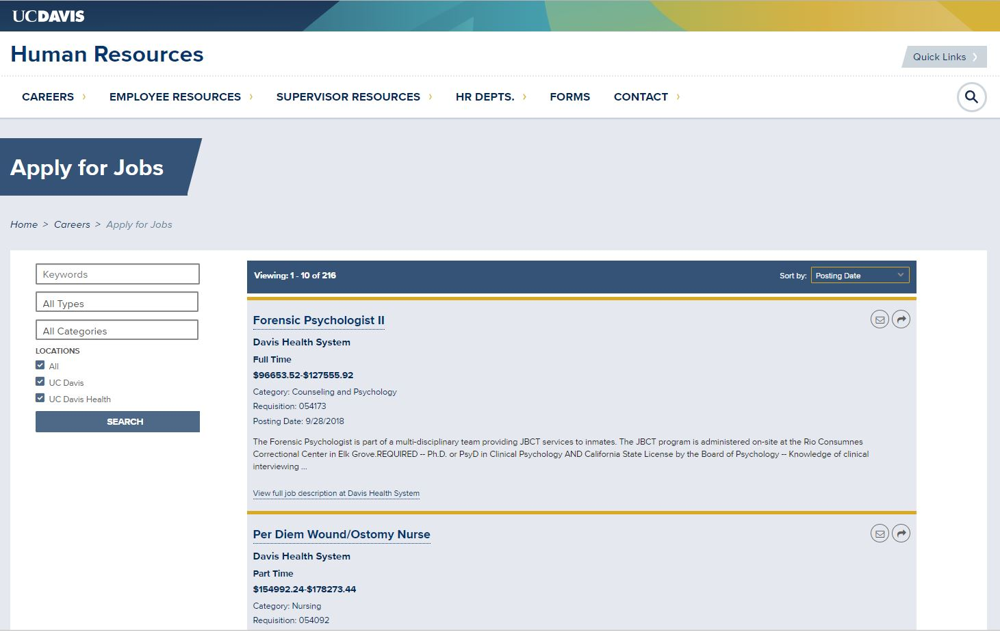 UCDAVIS
Human Resources
Quick Links
CAREERS
EMPLOYEE RESOURCES
SUPERVISOR RESOURCES
HR DEPTS.
FORMS
CONTACT
Apply for Jobs
Home > Careers > Apply for Jobs
Keywords
All Types
All Categories
LOCATIONS
All
UC Davis
UC Davis Health
SEARCH
Viewing: 1 - 10 of 216
Sort by: Posting Date
Forensic Psychologist II
Davis Health System
Full Time
$96653.52-$127555.92
Category: Counseling and Psychology
Requisition: 054173
Posting Date: 9/28/2018
The Forensic Psychologist is part of a multi-disciplinary team providing JBCT services to inmates. The JBCT program is administered on-site at the Rio Consumnes
Correctional Center in Elk Grove.REQUIRED -- Ph.D. or PsyD in Clinical Psychology AND California State License by the Board of Psychology -- Knowledge of clinical
interviewing ...
View full job description at Davis Health System
Per Diem Wound/Ostomy Nurse
Davis Health System
Part Time
$154992.24-$178273.44
Category: Nursing
Requisition: 054092